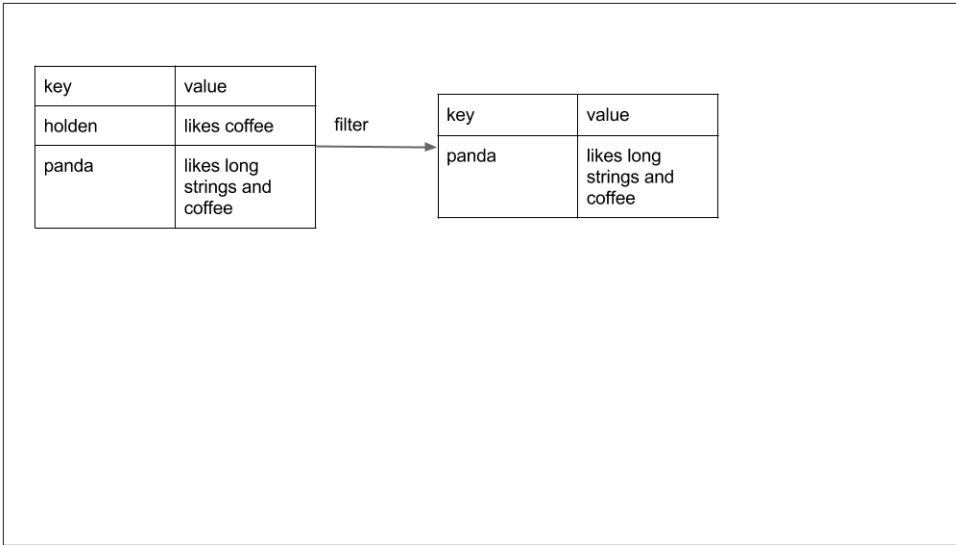 key value
holden likes coffee
panda likes long
strings and
coffee
filter
key value
panda likes long
strings and
coffee